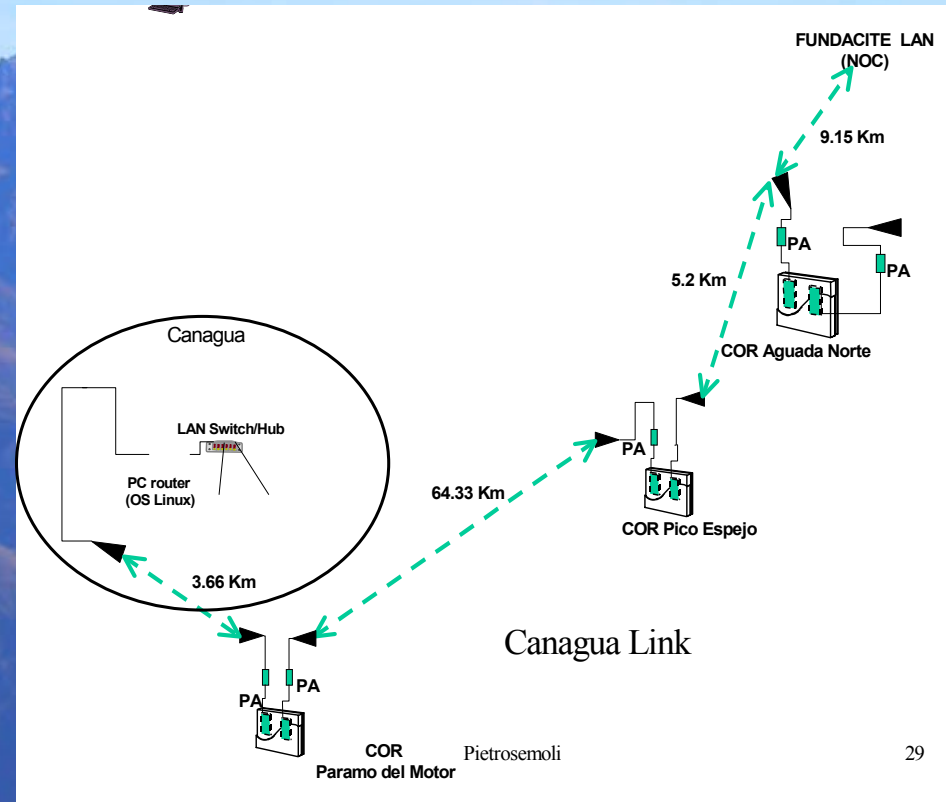 FUNDACITE LAN
(NOC)
9.15 Km
PA
PA
5.2 Km
COR Aguada Norte
Canagua
LAN Switch/Hub
PC router
(OS Linux)
PA
64.33 Km
COR Pico Espejo
3.66 Km
Canagua Link
PA
PA
COR
Paramo del Motor
Pietrosemoli
29